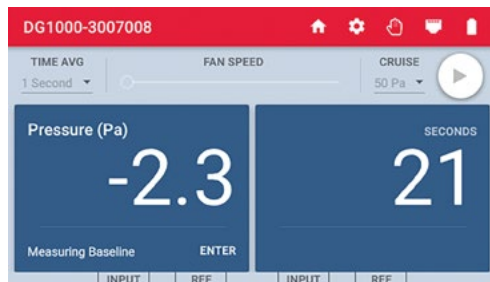 DG1000-3007008
TIME AVG
FAN SPEED
CRUISE
1 Second
50 Pa
Pressure (Pa)
-2.3
Measuring Baseline
ENTER
SECONDS
21
INPUT
REF
INPUT
REF